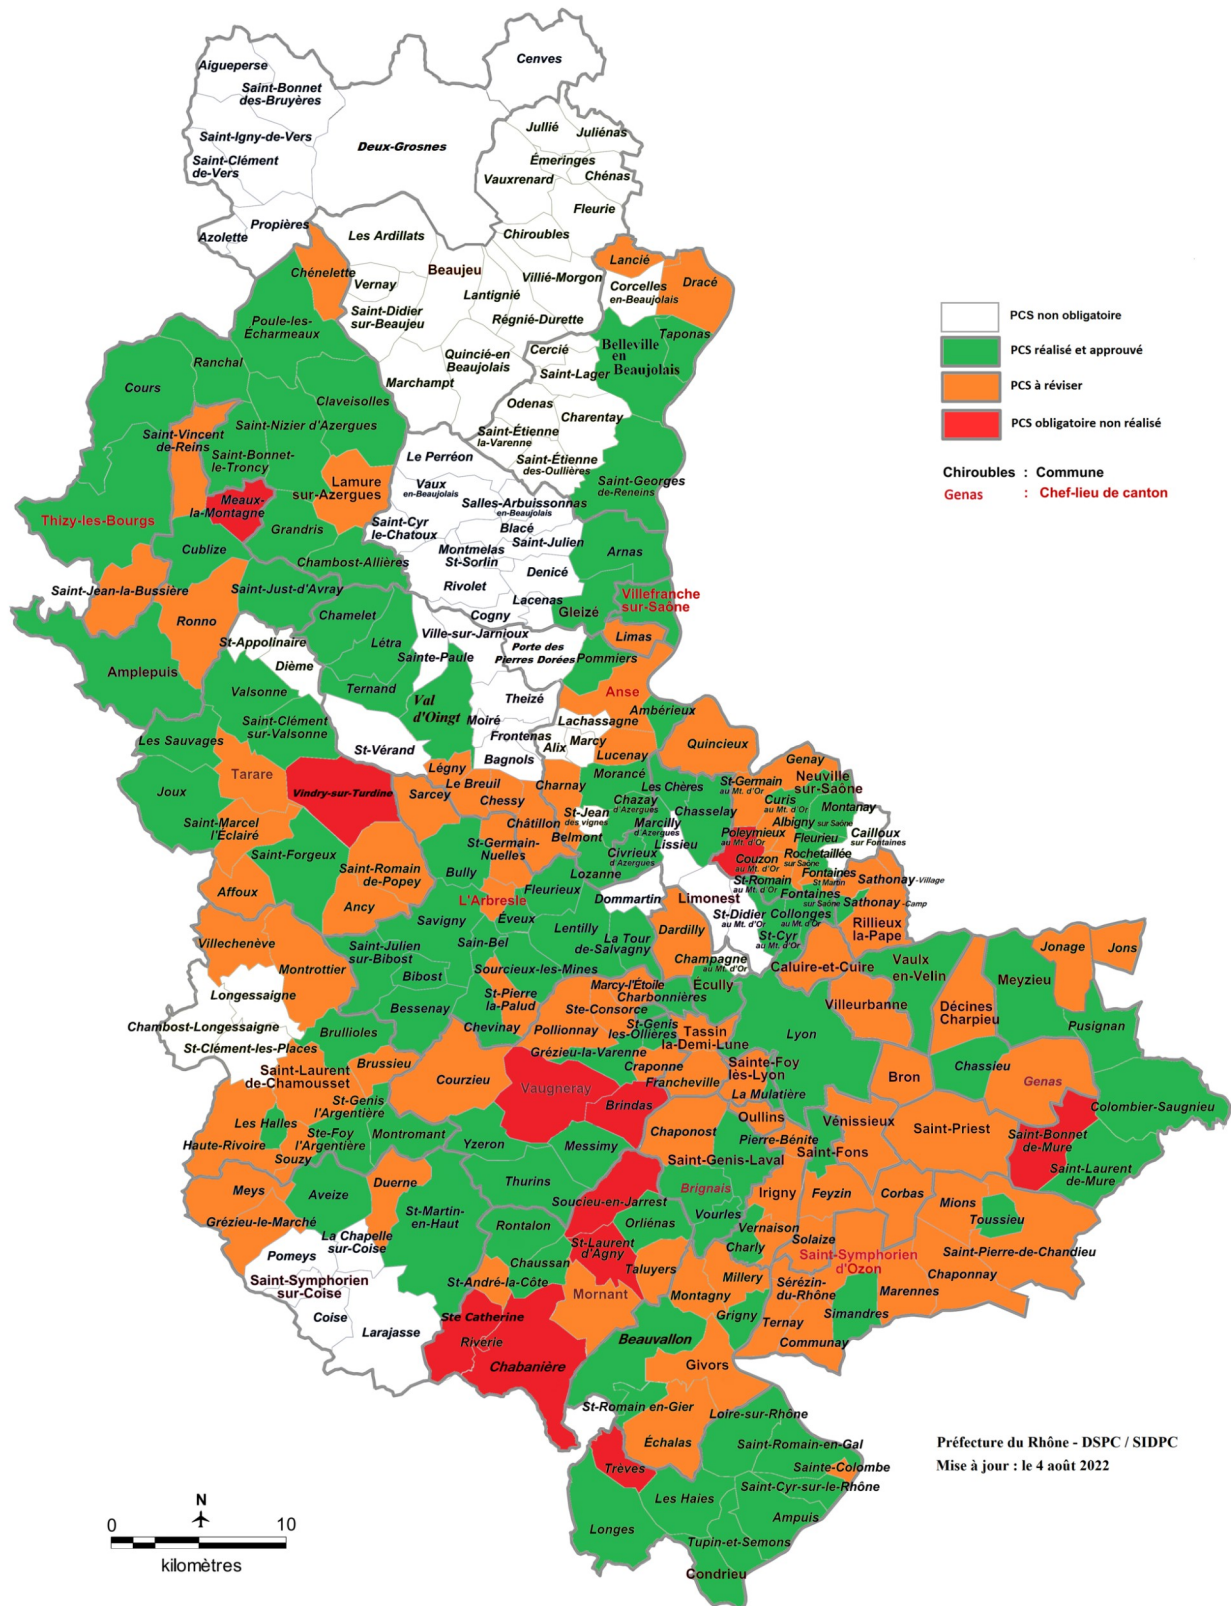 Cenves
Aigueperse
Saint-Bonnet
des-Bruyères
Jullié
Juliénas
Saint-Igny-de-Vers
Deux-Grosnes
Saint-Clément
de-Vers
Émeringes
Chénas
Vauxrenard
Fleurie
Propières
Azolette
Les Ardillats
Chiroubles
Lancié
Chénelette
Beaujeu
Villié-Morgon
Vernay
Dracé
Corcelles
en-Beaujolais
Lantignié
Saint-Didier
sur-Beaujeu
Régnié-Durette
Poule-les-
Écharmeaux
Taponas
Belleville
en
Beaujolais
Cercié
Quincié-en
Beaujolais
Saint-Lager
Ranchal
Marchampt
Cours
Claveisolles
Odenas
Charentay
Saint-Nizier d'Azergues
Saint-Vincent
de-Reins
Saint-Étienne
la-Varenne
Saint-Bonnet-
le-Troncy
Le Perréon
Saint-Étienne
des-Oullières
Lamure
sur-Azergues
Vaux
en-Beaujolais
Saint-Georges
de-Reneins
Meaux-
la-Montagne
Salles-Arbuissonnas
en-Beaujolais
Thizy-les-Bourgs
Saint-Cyr
le-Chatoux
Blacé
Grandris
Saint-Julien
Cublize
Montmelas
St-Sorlin
Arnas
Chambost-Allières
Denicé
Saint-Jean-la-Bussière
Saint-Just-d'Avray
Rivolet
Lacenas
Villefranche
sur-Saône
Gleizé
Cogny
Ronno
Chamelet
Ville-sur-Jarnioux
Limas
St-Appolinaire
Létra
Porte des
Pierres Dorées
Sainte-Paule
Pommiers
Dième
Amplepuis
Valsonne
Ternand
Val
d'Oingt
Theizé
Anse
Ambérieux
Saint-Clément
sur-Valsonne
Moiré
Lachassagne
Les Sauvages
St-Vérand
Frontenas
Marcy
Alix
Lucenay
Quincieux
Bagnols
Légny
Genay
Tarare
Le Breuil
Morancé
Joux
Vindry-sur-Turdine
Sarcey
Chessy
Charnay
Les Chères
St-Germain
au Mt. d'Or
Neuville
sur-Saône
Chazay
d'Azergues
Curis
au Mt. d'Or
Montanay
Chasselay
St-Jean
des vignes
Saint-Marcel
l'Eclairé
Châtillon
Marcilly
d'Azergues
Albigny sur Saône
Poleymieux
au Mt. d'Or
Fleurieu
Cailloux
sur Fontaines
Belmont
Lissieu
St-Germain-
Nuelles
Saint-Forgeux
Civrieux
d'Azergues
Couzon
au Mt. d'Or
Rochetaillée
sur Saône
Saint-Romain
de-Popey
Bully
Lozanne
Fontaines
St Martin
St-Romain
au Mt. d'Or
Sathonay-Village
Affoux
Fleurieux
Fontaines
sur Saône
Sathonay-Camp
L'Arbresle
Dommartin
Limonest
Ancy
Éveux
Savigny
St-Didier
au Mt. d'Or
Collonges
au Mt. d'Or
Rillieux
la-Pape
Lentilly
Dardilly
Villechenève
La Tour
de-Salvagny
St-Cyr
au Mt. d'Or
Sain-Bel
Saint-Julien
sur-Bibost
Champagne
au Mt. d'Or
Vaulx
en-Velin
Jonage
Jons
Montrottier
Caluire-et-Cuire
Bibost
Sourcieux-les-Mines
Meyzieu
Marcy-l'Étoile
Écully
Longessaigne
St-Pierre
la-Palud
Charbonnières
Villeurbanne
Décines
Charpieu
Bessenay
Ste-Consorce
Chambost-Longessaigne
Chevinay
Pollionnay
St-Genis
les-Ollières
Tassin
la-Demi-Lune
Lyon
Pusignan
Brullioles
St-Clément-les-Places
Grézieu-la-Varenne
Brussieu
Craponne
Sainte-Foy
lès-Lyon
Chassieu
Saint-Laurent
de-Chamousset
Courzieu
Francheville
Bron
Genas
Vaugneray
La Mulatière
St-Genis
l'Argentière
Brindas
Colombier-Saugnieu
Oullins
Les Halles
Vénissieux
Saint-Priest
Ste-Foy
l'Argentière
Chaponost
Montromant
Pierre-Bénite
Saint-Bonnet
de-Mure
Haute-Rivoire
Yzeron
Messimy
Saint-Fons
Souzy
Saint-Genis-Laval
Saint-Laurent
de-Mure
Meys
Duerne
Thurins
Aveize
Brignais
Irigny
Feyzin
Corbas
Soucieu-en-Jarrest
Mions
St-Martin
en-Haut
Grézieu-le-Marché
Vourles
Toussieu
Rontalon
Orliénas
Vernaison
La Chapelle
sur-Coise
Solaize
St-Laurent
d'Agny
Charly
Saint-Pierre-de-Chandieu
Pomeys
Saint-Symphorien
d'Ozon
Chaussan
Taluyers
Chaponnay
Saint-Symphorien
sur-Coise
St-André-la-Côte
Millery
Sérézin-
du-Rhône
Mornant
Montagny
Marennes
Coise
Ste Catherine
Grigny
Simandres
Ternay
Larajasse
Riverie
Beauvallon
Communay
Chabanière
Givors
St-Romain en-Gier
Loire-sur-Rhône
Échalas
Saint-Romain-en-Gal
Trèves
Sainte-Colombe
Saint-Cyr-sur-le-Rhône
Les Haies
Ampuis
Longes
Tupin-et-Semons
Condrieu
PCS non obligatoire
PCS réalisé et approuvé
PCS à réviser
PCS obligatoire non réalisé
Chiroubles : Commune
Genas : Chef-lieu de canton
Préfecture du Rhône - DSPC / SIDPC
Mise à jour : le 4 août 2022
N
0 10
kilomètres